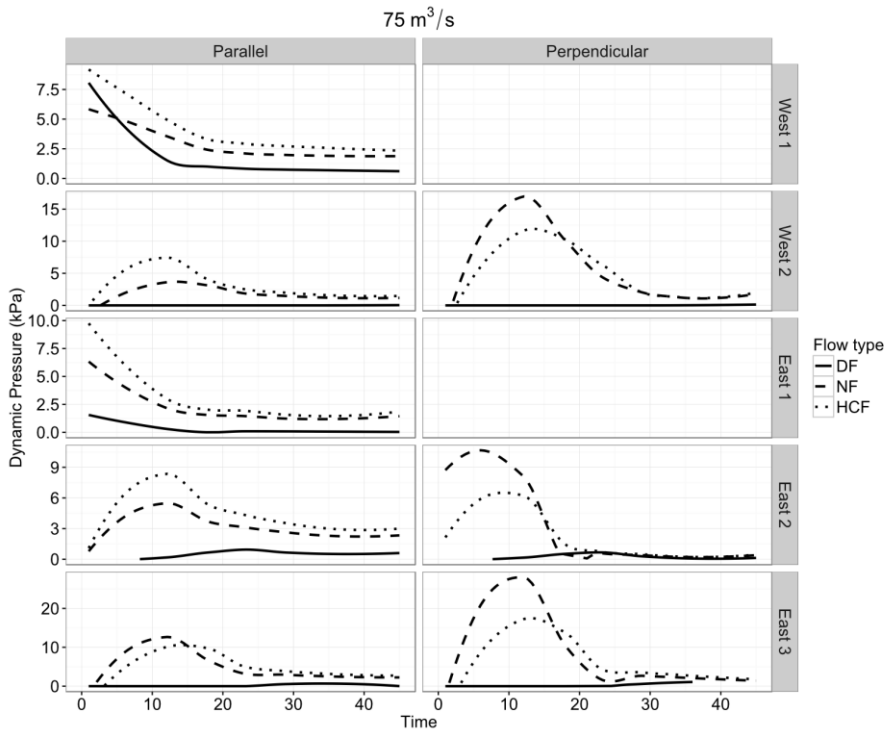 75 m³/s
Parallel
Perpendicular
Dynamic Pressure (kPa)
7.5
5.0
2.5
0.0
West 1
15
10
5
0
West 2
10.0
7.5
5.0
2.5
0.0
East 1
9
6
3
0
East 2
20
10
0
East 3
0 10 20 30 40
0 10 20 30 40
Time
Flow type
DF
NF
HCF